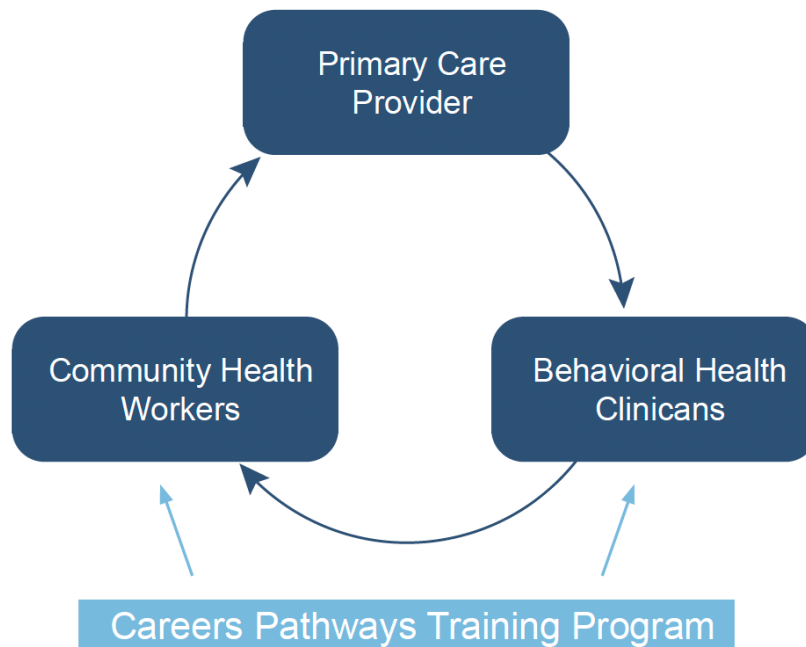 Primary Care
Provider
Community Health
Workers
Behavioral Health
Clinicans
Careers Pathways Training Program